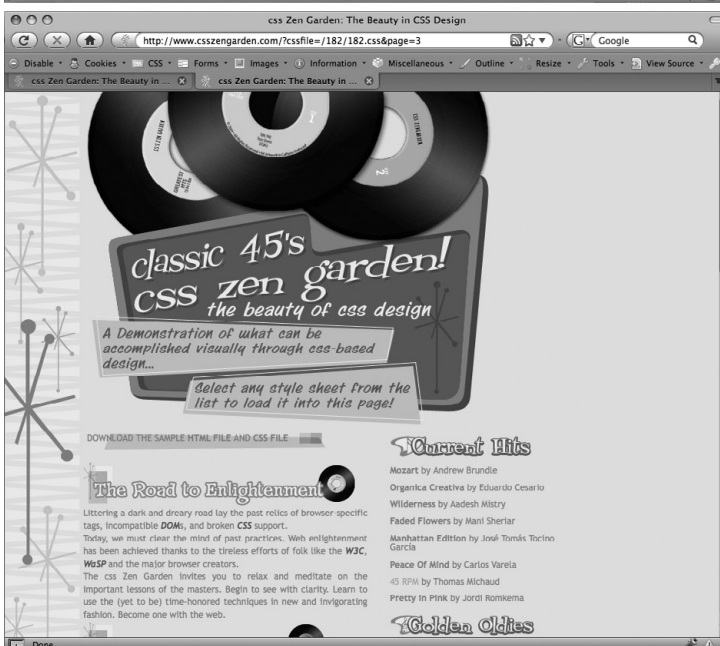 css Zen Garden: The Beauty in CSS Design
http://www.csszengarden.com/?cssfile=/182/182.css&page=3
Google
Disable Cookies CSS Forms Images Information Miscellaneous Outline Resize Tools View Source
css Zen Garden: The Beauty in ... css Zen Garden: The Beauty in ...
CSS ZENGARDEN
classic 45's
css zen garden!
the beauty of css design
A Demonstration of what can be
accomplished visually through css-based
design...
Select any style sheet from the
list to load it into this page!
DOWNLOAD THE SAMPLE HTML FILE AND CSS FILE
The Road to Enlightenment
Littering a dark and dreary road lay the past relics of browser-specific
tags, incompatible DOMs, and broken CSS support.
Today, we must clear the mind of past practices. Web enlightenment
has been achieved thanks to the tireless efforts of folk like the W3C,
WaSP and the major browser creators.
The css Zen Garden invites you to relax and meditate on the
important lessons of the masters. Begin to see with clarity. Learn to
use the (yet to be) time-honored techniques in new and invigorating
fashion. Become one with the web.
Current Hits
Mozart by Andrew Brundle
Organica Creativa by Eduardo Cesario
Wilderness by Aadesh Mistry
Faded Flowers by Mani Sheriar
Manhattan Edition by José Tomás Tocino
García
Peace Of Mind by Carlos Varela
45 RPM by Thomas Michaud
Pretty in Pink by Jordi Romkema
Golden Oldies
Done